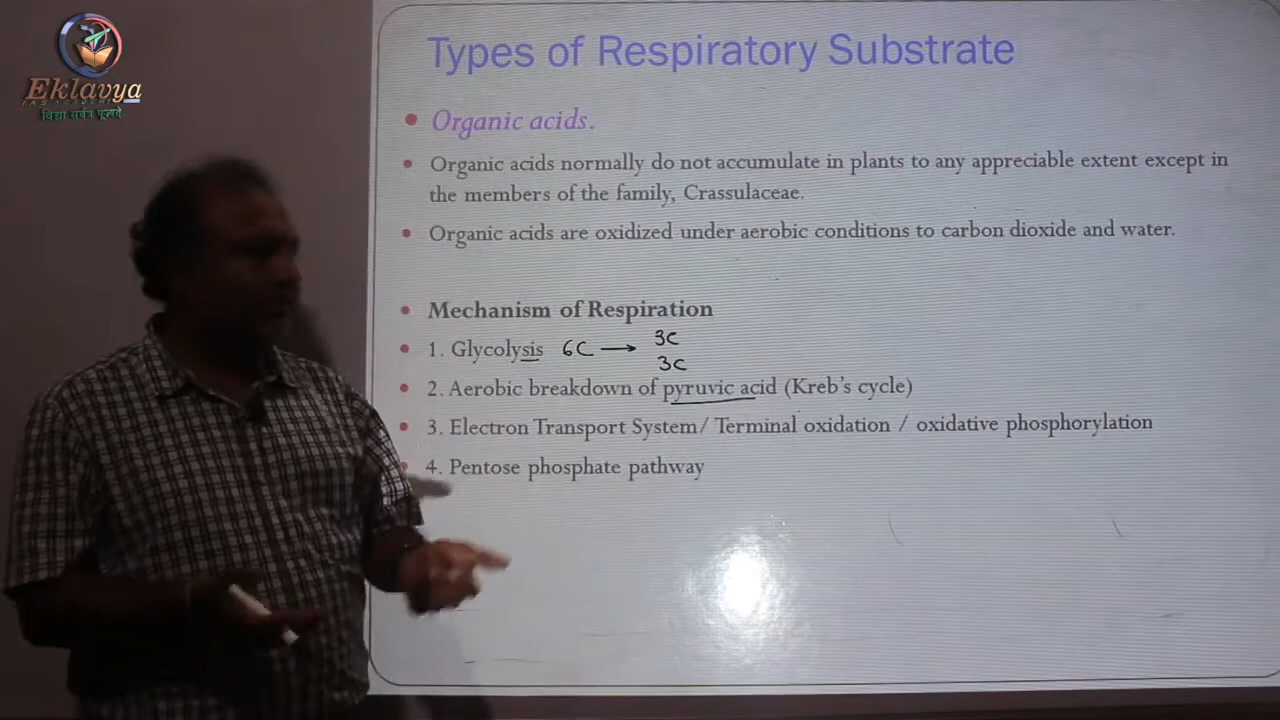 Eklavya
IAS ACADEMY
विद्या सर्वत्र पूज्यते
Types of Respiratory Substrate
Organic acids.
Organic acids normally do not accumulate in plants to any appreciable extent except in
the members of the family, Crassulaceae.
Organic acids are oxidized under aerobic conditions to carbon dioxide and water.
Mechanism of Respiration
1. Glycolysis 6C → 3C
3C
2. Aerobic breakdown of pyruvic acid (Kreb's cycle)
3. Electron Transport System/ Terminal oxidation / oxidative phosphorylation
4. Pentose phosphate pathway